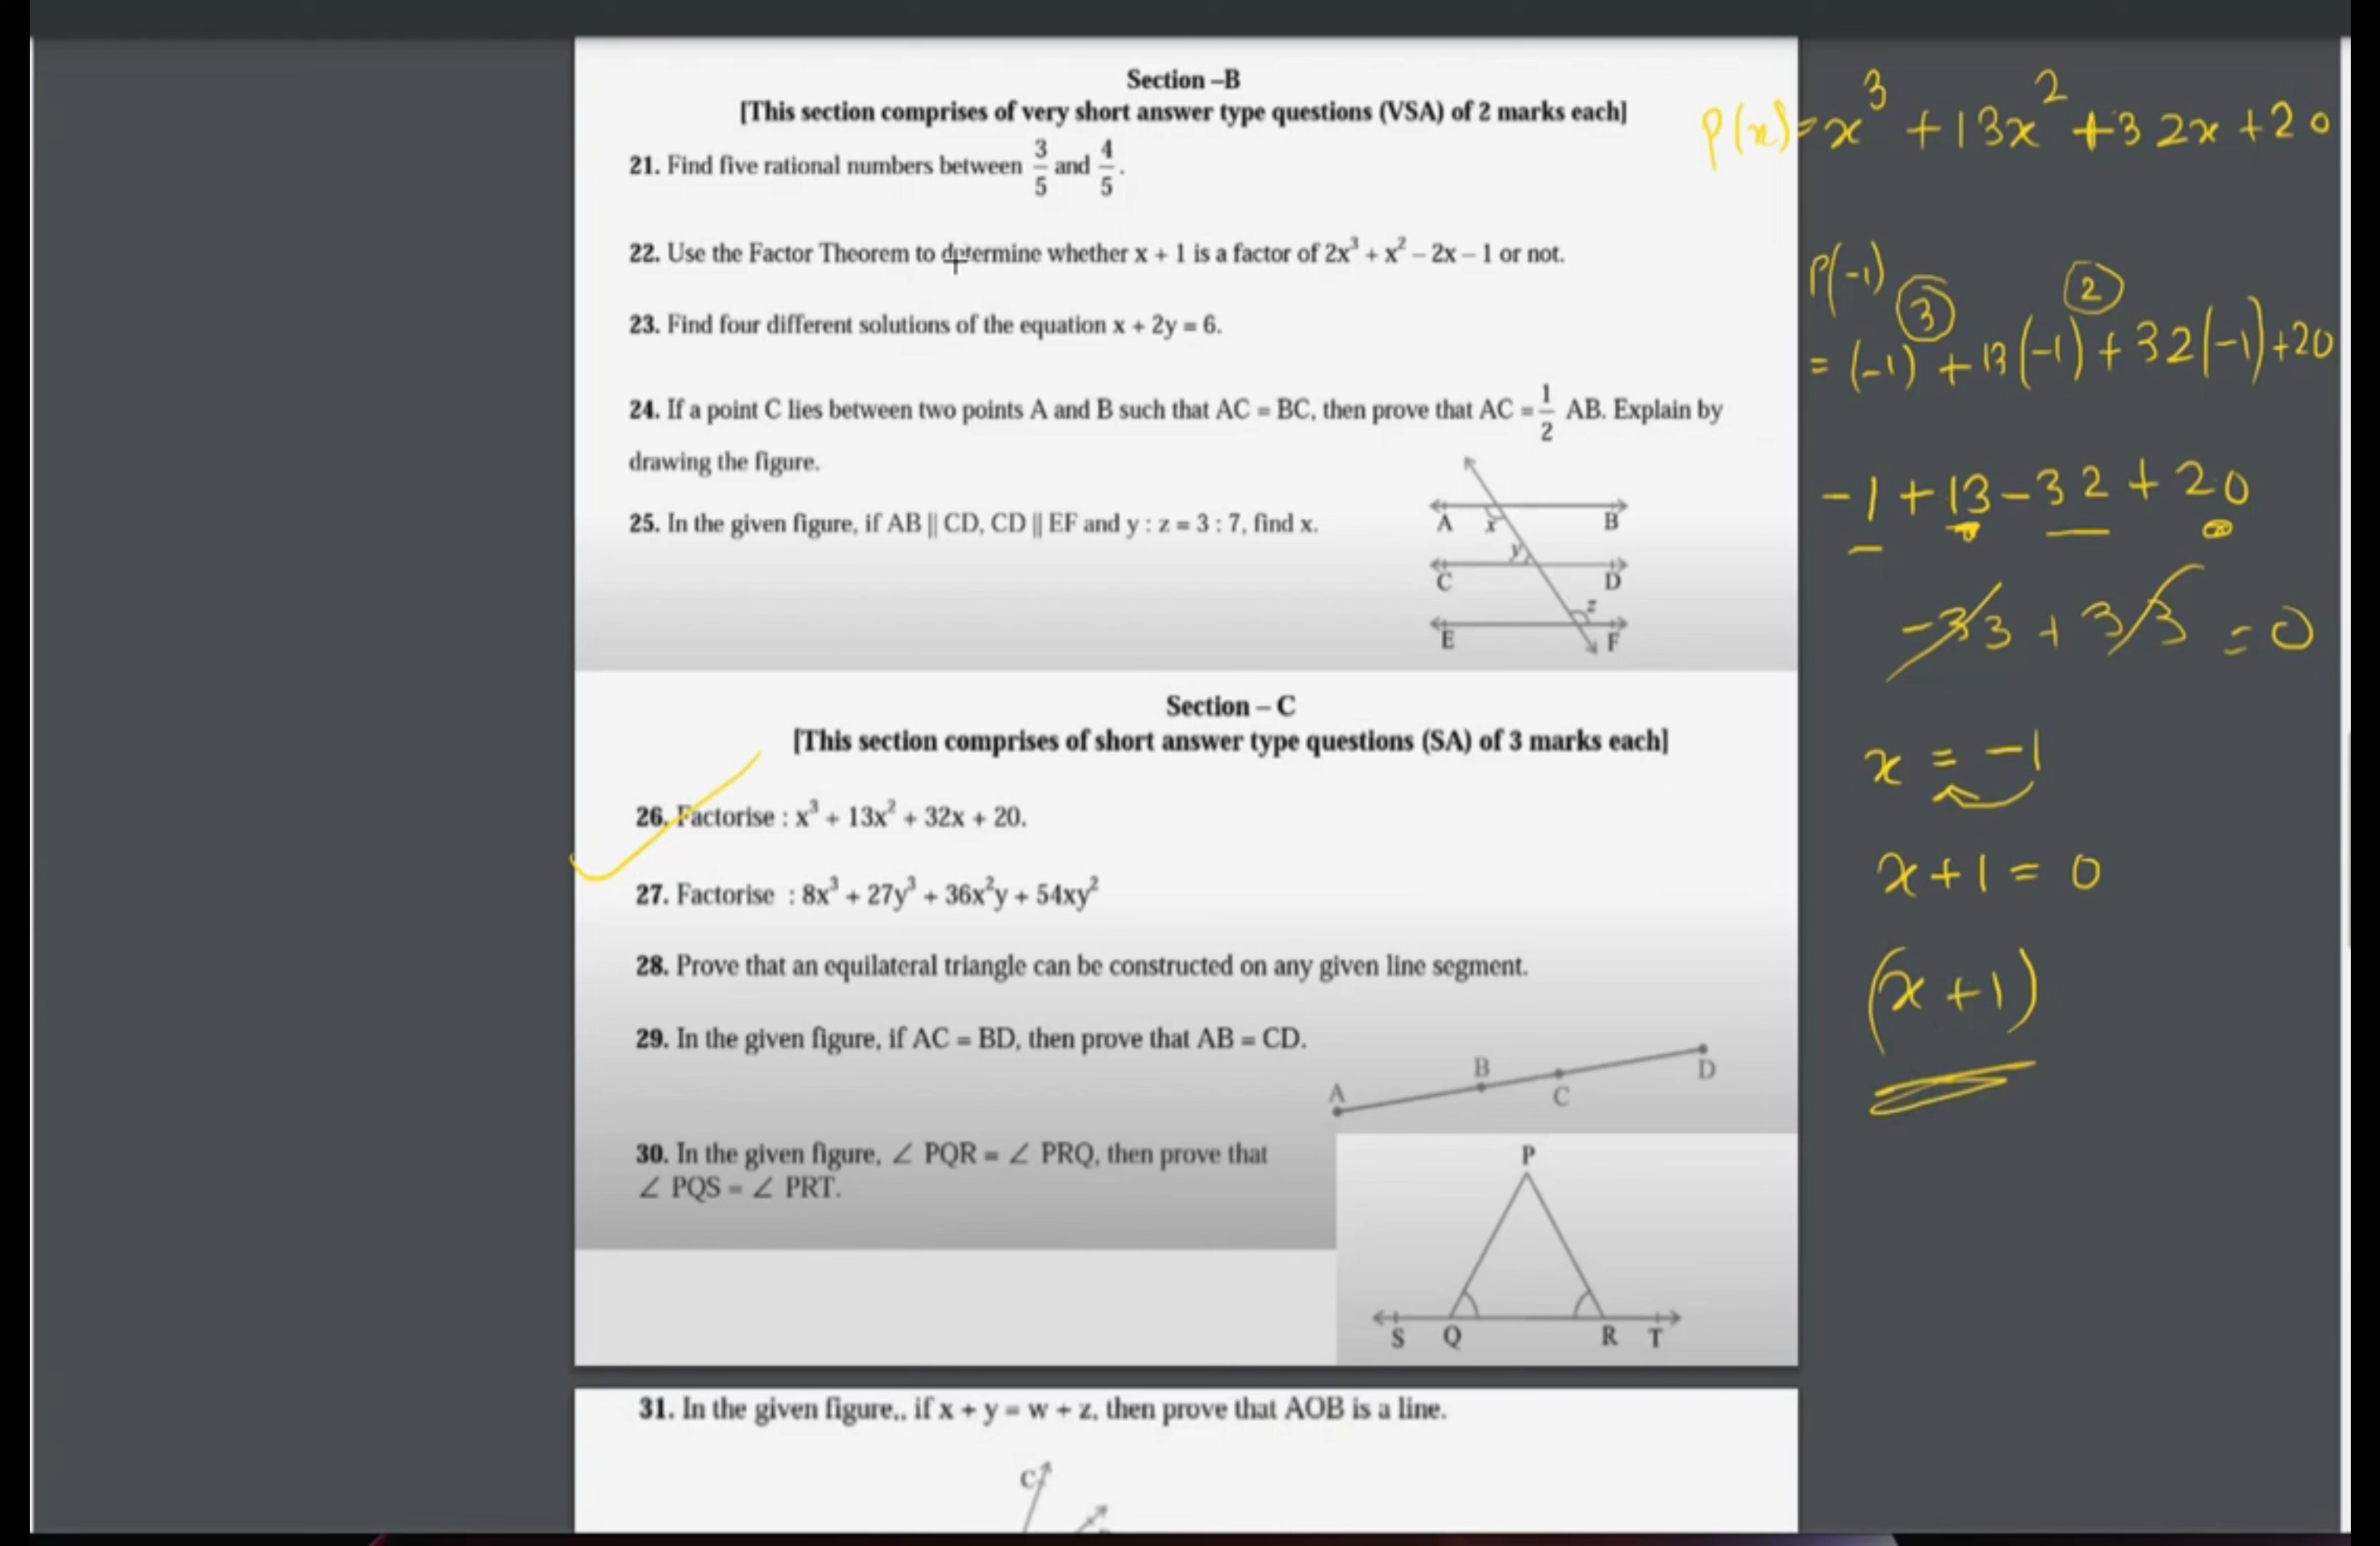 Section –B
[This section comprises of very short answer type questions (VSA) of 2 marks each]
21. Find five rational numbers between 3/5 and 4/5.
22. Use the Factor Theorem to determine whether x + 1 is a factor of 2x³ + x² – 2x – 1 or not.
23. Find four different solutions of the equation x + 2y = 6.
24. If a point C lies between two points A and B such that AC = BC, then prove that AC = 1/2 AB. Explain by
drawing the figure.
25. In the given figure, if AB || CD, CD || EF and y : z = 3 : 7, find x.
A x B
y
C D
z
E F
Section – C
[This section comprises of short answer type questions (SA) of 3 marks each]
26. Factorise : x³ + 13x² + 32x + 20.
27. Factorise : 8x³ + 27y³ + 36x²y + 54xy²
28. Prove that an equilateral triangle can be constructed on any given line segment.
29. In the given figure, if AC = BD, then prove that AB = CD.
A B C D
30. In the given figure, ∠ PQR = ∠ PRQ, then prove that
∠ PQS = ∠ PRT.
P
S Q R T
31. In the given figure,, if x + y = w + z, then prove that AOB is a line.
C
P(x)=x³+13x²+32x+20
P(-1)
=(-1)³+13(-1)²+32(-1)+20
-1+13-32+20
-33+33=0
x=-1
x+1=0
(x+1)